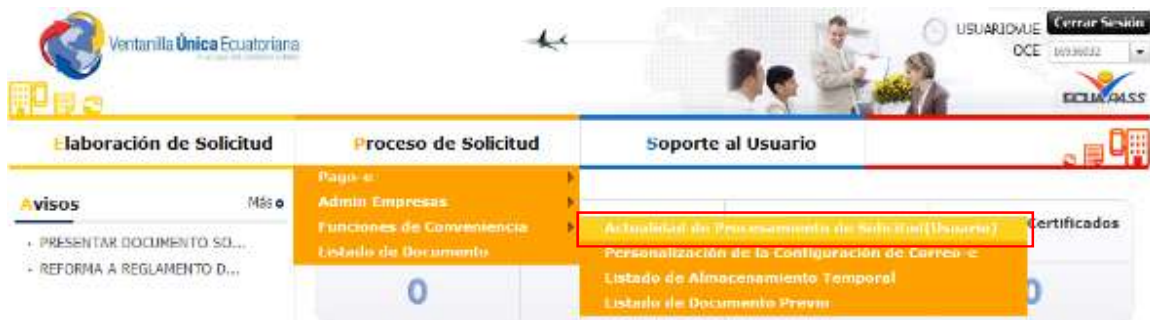 Ventanilla Única Ecuatoriana
USUARIOVUE
Cerrar Sesión
OCE
ECUAPASS
Elaboración de Solicitud
Proceso de Solicitud
Soporte al Usuario
Avisos
Más
PRESENTAR DOCUMENTO SO...
REFORMA A REGLAMENTO D...
Pago-e
Admin Empresas
Funciones de Conveniencia
Listado de Documento
Actualidad de Procesamiento de Solicitud(Usuario)
Personalización de la Configuración de Correo-e
Listado de Almacenamiento Temporal
Listado de Documento Previo
Certificados
0
0